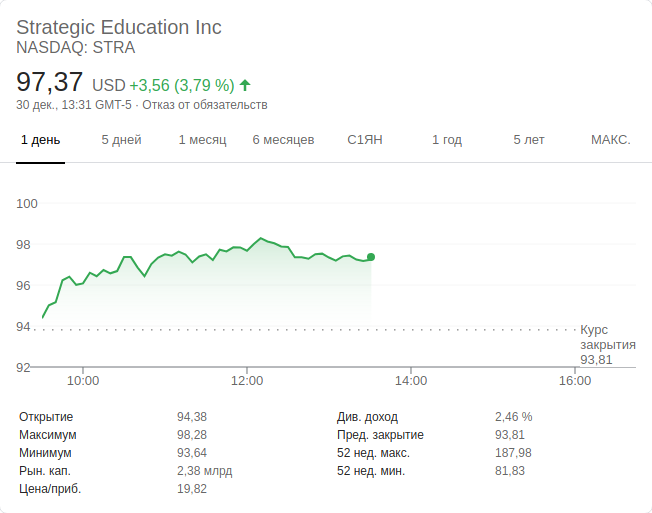 Strategic Education Inc
NASDAQ: STRA
97,37 USD +3,56 (3,79 %)
30 дек., 13:31 GMT-5 · Отказ от обязательств
1 день 5 дней 1 месяц 6 месяцев С1ЯН 1 год 5 лет МАКС.
100
98
96
94
92
Курс
закрытия
93,81
10:00 12:00 14:00 16:00
Открытие 94,38 Див. доход 2,46 %
Максимум 98,28 Пред. закрытие 93,81
Минимум 93,64 52 нед. макс. 187,98
Рын. кап. 2,38 млрд 52 нед. мин. 81,83
Цена/приб. 19,82